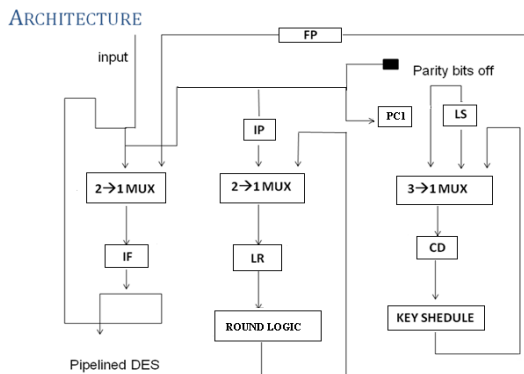 ARCHITECTURE
FP
input
Parity bits off
PC1
LS
IP
2→1 MUX
2→1 MUX
3→1 MUX
IF
LR
CD
ROUND LOGIC
KEY SHEDULE
Pipelined DES